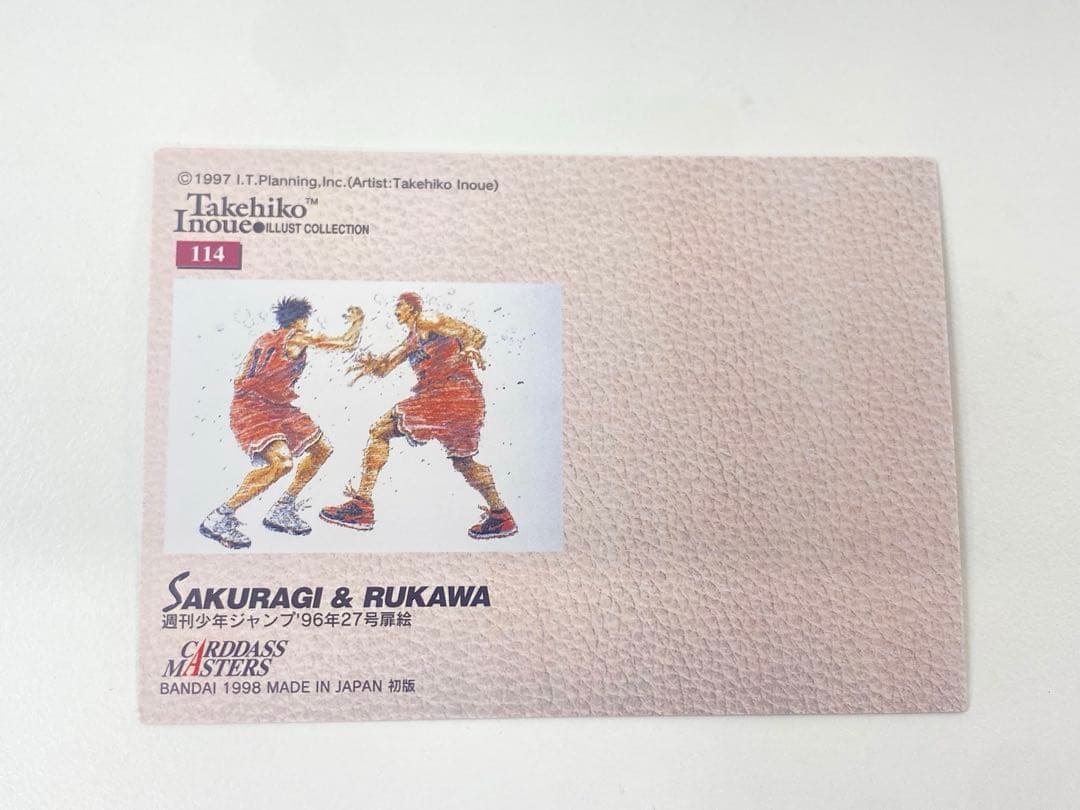 ©1997 I.T.Planning,Inc.(Artist:Takehiko Inoue)
Takehiko™
Inoue●ILLUST COLLECTION
114
11
SAKURAGI & RUKAWA
週刊少年ジャンプ'96年27号扉絵
CARDDASS
MASTERS
BANDAI 1998 MADE IN JAPAN 初版